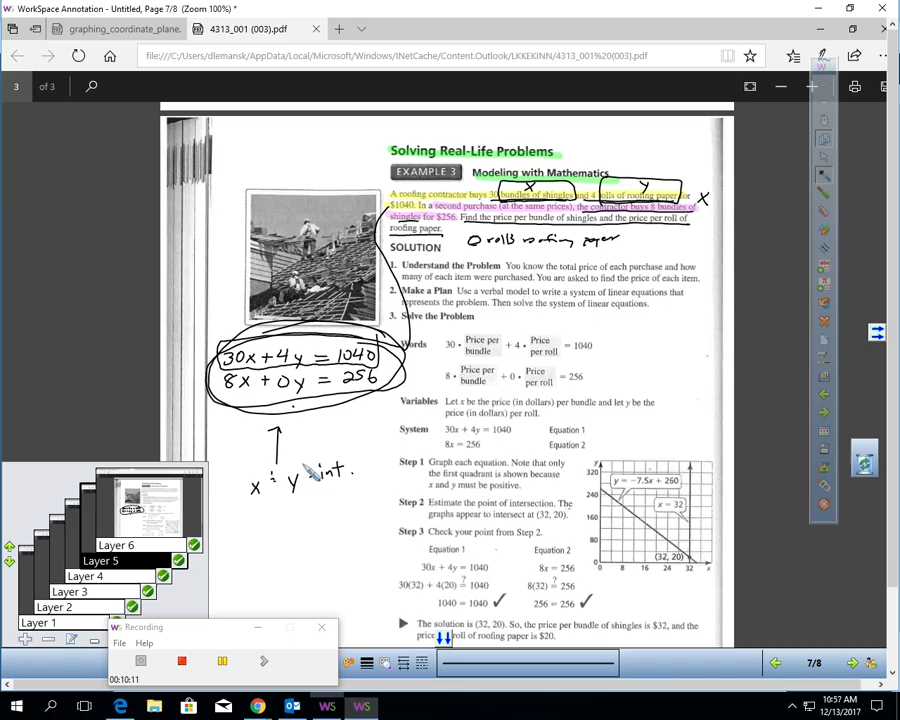 WorkSpace Annotation - Untitled, Page 7/8 (Zoom 100%) *
graphing_coordinate_plane.
4313_001 (003).pdf
file:///C:/Users/dlemansk/AppData/Local/Microsoft/Windows/INetCache/Content.Outlook/LKKEKINN/4313_001%20(003).pdf
3 of 3
Solving Real-Life Problems
EXAMPLE 3 Modeling with Mathematics
x y
A roofing contractor buys 30 bundles of shingles and 4 rolls of roofing paper for
$1040. In a second purchase (at the same prices), the contractor buys 8 bundles of
x
shingles for $256. Find the price per bundle of shingles and the price per roll of
roofing paper.
0 rolls roofing paper
SOLUTION
1. Understand the Problem You know the total price of each purchase and how
many of each item were purchased. You are asked to find the price of each item.
2. Make a Plan Use a verbal model to write a system of linear equations that
represents the problem. Then solve the system of linear equations.
3. Solve the Problem
30x + 4y = 1040
8x + 0y = 256
x y int.
Words 30 · Price per bundle + 4 · Price per roll = 1040
8 · Price per bundle + 0 · Price per roll = 256
Variables Let x be the price (in dollars) per bundle and let y be the
price (in dollars) per roll.
System 30x + 4y = 1040 Equation 1
8x = 256 Equation 2
Step 1 Graph each equation. Note that only
the first quadrant is shown because
x and y must be positive.
Step 2 Estimate the point of intersection. The
graphs appear to intersect at (32, 20).
Step 3 Check your point from Step 2.
Equation 1 Equation 2
30x + 4y = 1040 8x = 256
30(32) + 4(20) ≟ 1040 8(32) ≟ 256
1040 = 1040 ✓ 256 = 256 ✓
The solution is (32, 20). So, the price per bundle of shingles is $32, and the
price roll of roofing paper is $20.
y
320
240
160
80
0
0 8 16 24 32 x
y = −7.5x + 260
x = 32
(32, 20)
Layer 6
Layer 5
Layer 4
Layer 3
Layer 2
Layer 1
Recording
File Help
00:10:11
7/8
10:57 AM
12/13/2017